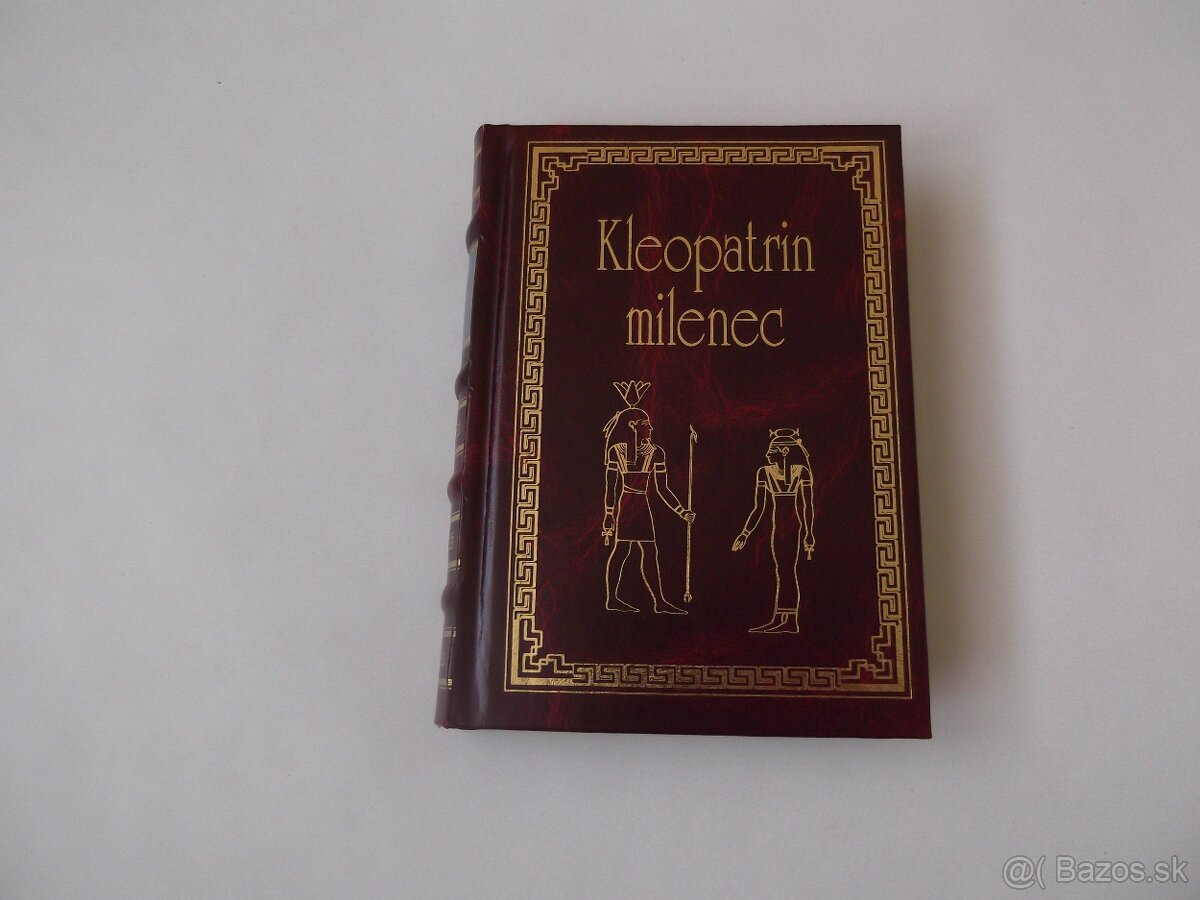 Kleopatrin
milenec
@( Bazos.sk